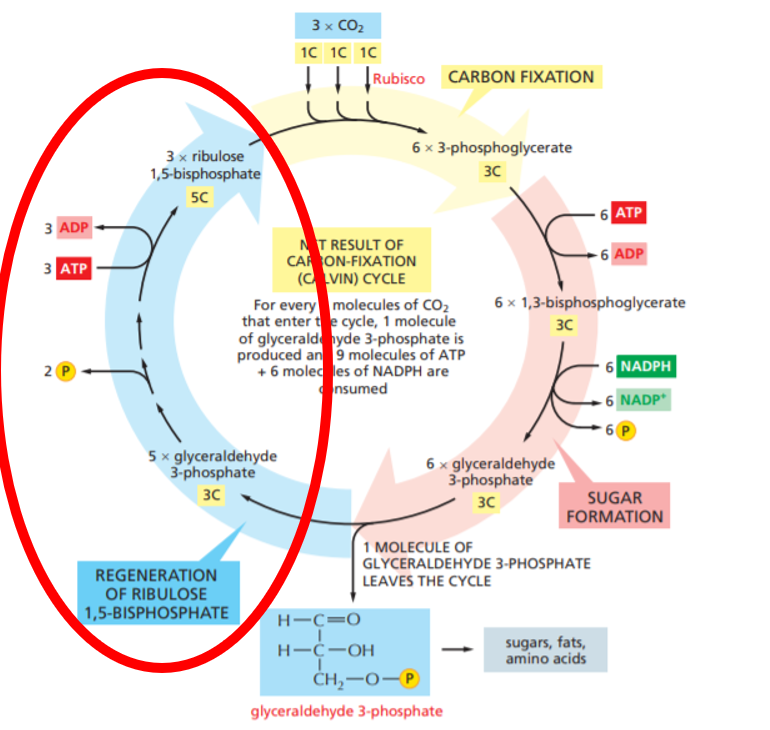 3 × CO2
1C 1C 1C
Rubisco
CARBON FIXATION
3 × ribulose
1,5-bisphosphate
5C
6 × 3-phosphoglycerate
3C
3 ADP
3 ATP
6 ATP
6 ADP
NET RESULT OF
CARBON-FIXATION
(CALVIN) CYCLE
For every molecules of CO2
that enter the cycle, 1 molecule
of glyceraldehyde 3-phosphate is
produced and 9 molecules of ATP
+ 6 molecules of NADPH are
consumed
6 × 1,3-bisphosphoglycerate
3C
2 P
6 NADPH
6 NADP+
6 P
5 × glyceraldehyde
3-phosphate
3C
6 × glyceraldehyde
3-phosphate
3C
SUGAR
FORMATION
REGENERATION
OF RIBULOSE
1,5-BISPHOSPHATE
1 MOLECULE OF
GLYCERALDEHYDE 3-PHOSPHATE
LEAVES THE CYCLE
H—C=O
H—C—OH
CH2—O—P
sugars, fats,
amino acids
glyceraldehyde 3-phosphate